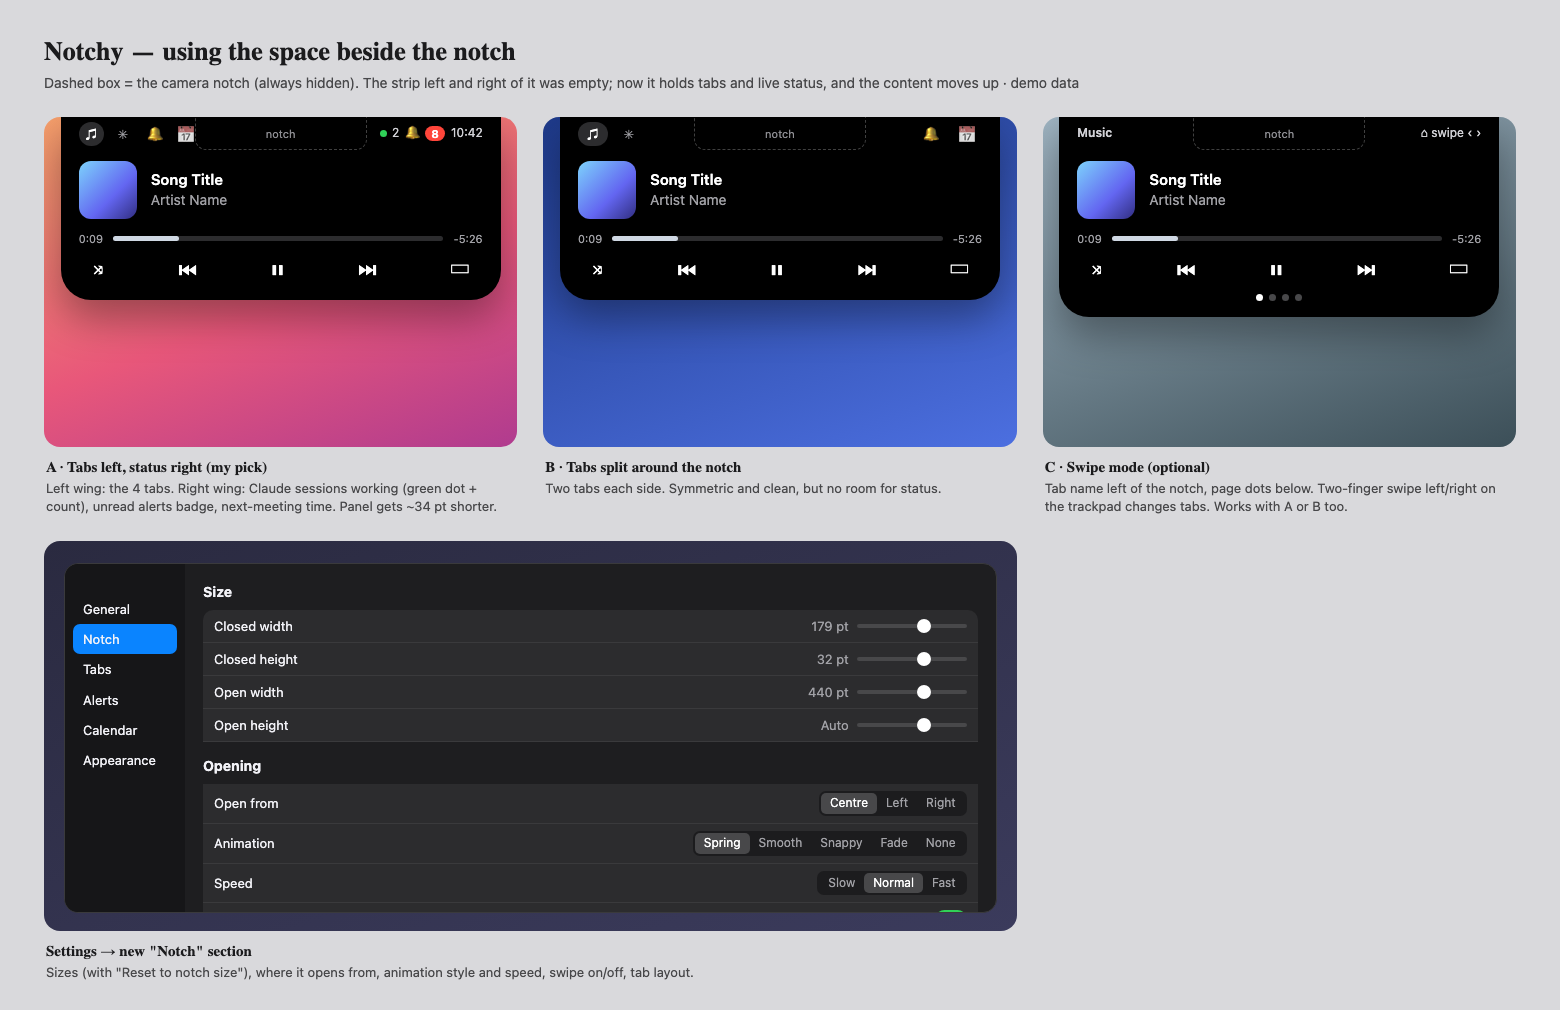 Notchy — using the space beside the notch
Dashed box = the camera notch (always hidden). The strip left and right of it was empty; now it holds tabs and live status, and the content moves up · demo data
17 notch 2 8 10:42
Song Title
Artist Name
0:09 -5:26
notch 17
Song Title
Artist Name
0:09 -5:26
Music notch ⌂ swipe ‹ ›
Song Title
Artist Name
0:09 -5:26
A · Tabs left, status right (my pick)
Left wing: the 4 tabs. Right wing: Claude sessions working (green dot +
count), unread alerts badge, next-meeting time. Panel gets ~34 pt shorter.
B · Tabs split around the notch
Two tabs each side. Symmetric and clean, but no room for status.
C · Swipe mode (optional)
Tab name left of the notch, page dots below. Two-finger swipe left/right on
the trackpad changes tabs. Works with A or B too.
General
Notch
Tabs
Alerts
Calendar
Appearance
Size
Closed width 179 pt
Closed height 32 pt
Open width 440 pt
Open height Auto
Opening
Open from Centre Left Right
Animation Spring Smooth Snappy Fade None
Speed Slow Normal Fast
Settings → new "Notch" section
Sizes (with "Reset to notch size"), where it opens from, animation style and speed, swipe on/off, tab layout.